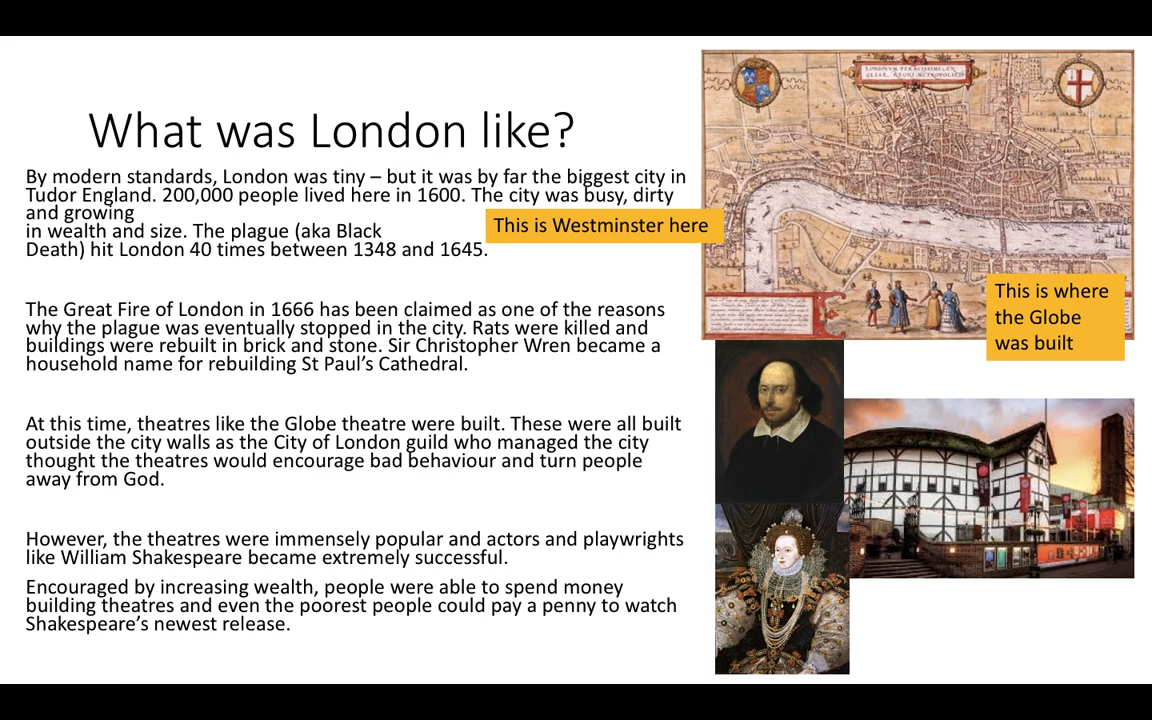 What was London like?
By modern standards, London was tiny – but it was by far the biggest city in
Tudor England. 200,000 people lived here in 1600. The city was busy, dirty
and growing
in wealth and size. The plague (aka Black
Death) hit London 40 times between 1348 and 1645.
The Great Fire of London in 1666 has been claimed as one of the reasons
why the plague was eventually stopped in the city. Rats were killed and
buildings were rebuilt in brick and stone. Sir Christopher Wren became a
household name for rebuilding St Paul’s Cathedral.
At this time, theatres like the Globe theatre were built. These were all built
outside the city walls as the City of London guild who managed the city
thought the theatres would encourage bad behaviour and turn people
away from God.
However, the theatres were immensely popular and actors and playwrights
like William Shakespeare became extremely successful.
Encouraged by increasing wealth, people were able to spend money
building theatres and even the poorest people could pay a penny to watch
Shakespeare’s newest release.
This is Westminster here
This is where
the Globe
was built